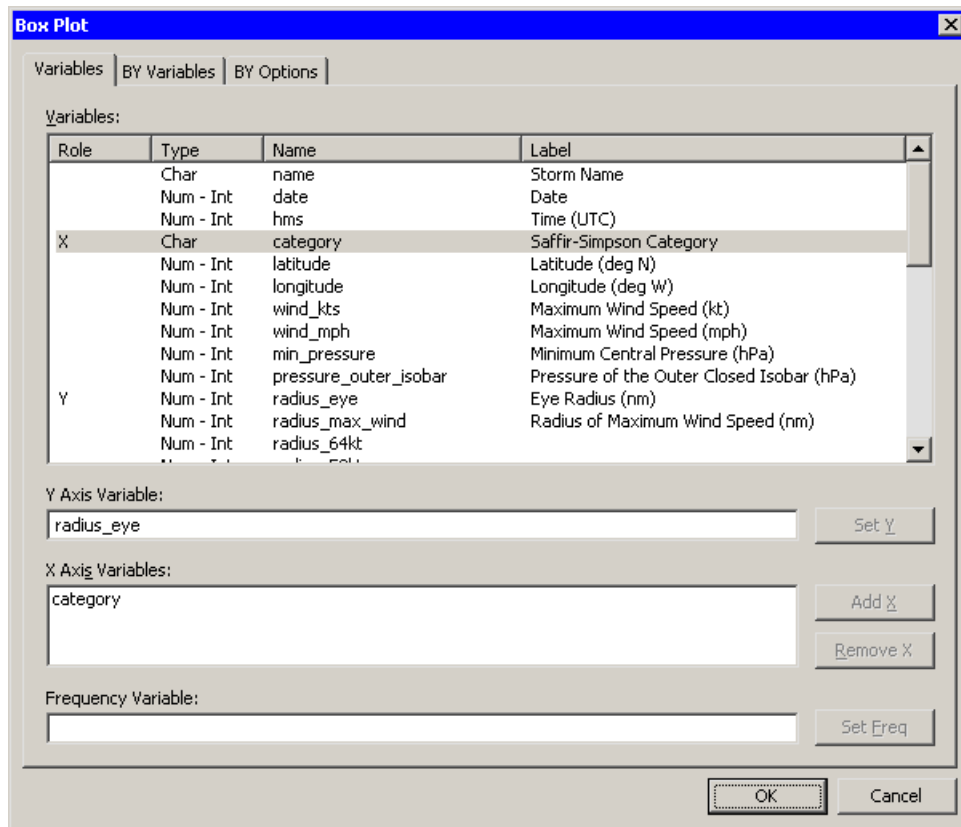 Box Plot
Variables BY Variables BY Options
Variables:
Role Type Name Label
Char name Storm Name
Num - Int date Date
Num - Int hms Time (UTC)
X Char category Saffir-Simpson Category
Num - Int latitude Latitude (deg N)
Num - Int longitude Longitude (deg W)
Num - Int wind_kts Maximum Wind Speed (kt)
Num - Int wind_mph Maximum Wind Speed (mph)
Num - Int min_pressure Minimum Central Pressure (hPa)
Num - Int pressure_outer_isobar Pressure of the Outer Closed Isobar (hPa)
Y Num - Int radius_eye Eye Radius (nm)
Num - Int radius_max_wind Radius of Maximum Wind Speed (nm)
Num - Int radius_64kt
Y Axis Variable:
radius_eye Set Y
X Axis Variables:
category Add X
Remove X
Frequency Variable:
Set Freq
OK Cancel